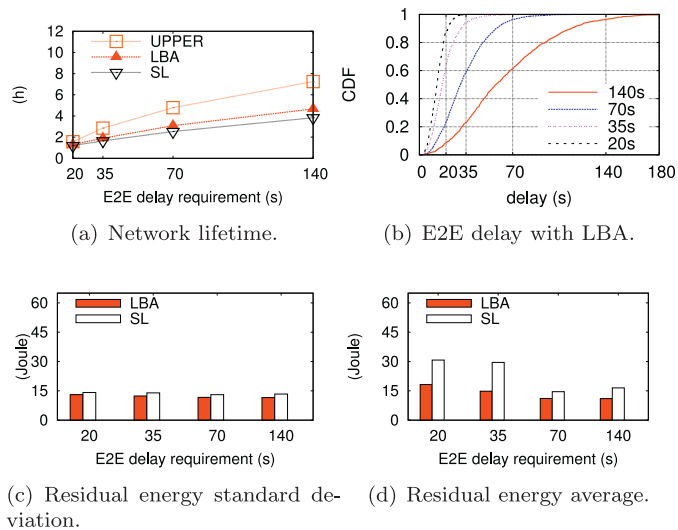 12
10
8
6
4
2
0
(h)
UPPER
LBA
SL
20 35 70 140
E2E delay requirement (s)
(a) Network lifetime.
1
0.8
0.6
0.4
0.2
0
CDF
140s
70s
35s
20s
0 20 35 70 140 180
delay (s)
(b) E2E delay with LBA.
60
45
30
15
0
(Joule)
LBA
SL
20 35 70 140
E2E delay requirement (s)
(c) Residual energy standard de-
viation.
60
45
30
15
0
(Joule)
LBA
SL
20 35 70 140
E2E delay requirement (s)
(d) Residual energy average.